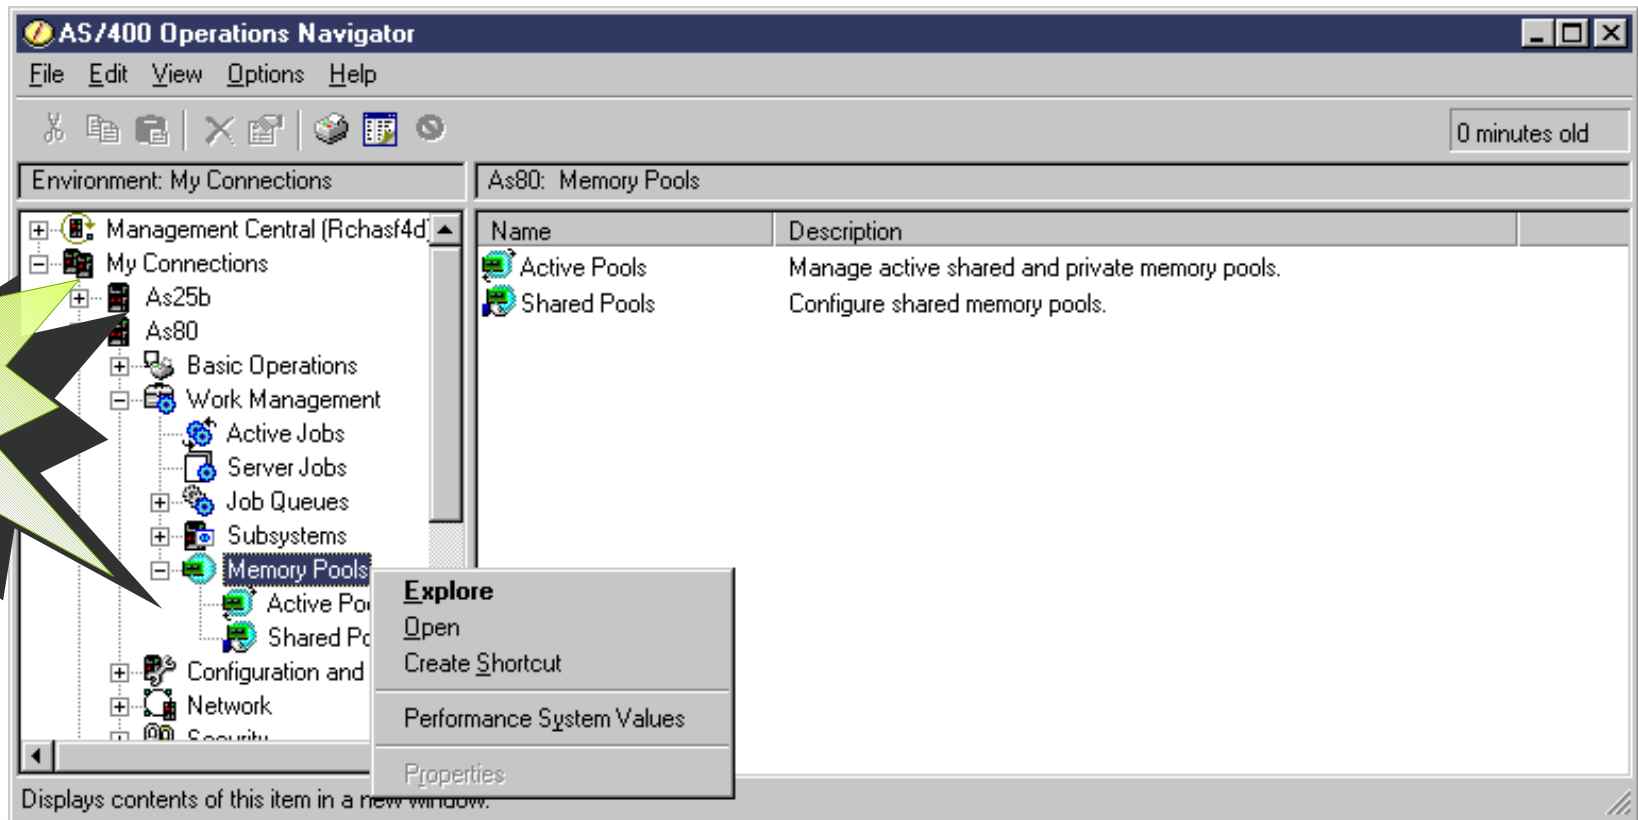 AS/400 Operations Navigator
File Edit View Options Help
0 minutes old
Environment: My Connections
As80: Memory Pools
Management Central (Rchasf4d)
My Connections
As25b
As80
Basic Operations
Work Management
Active Jobs
Server Jobs
Job Queues
Subsystems
Memory Pools
Active
Shared
Configuration and
Network
Security
Name Description
Active Pools Manage active shared and private memory pools.
Shared Pools Configure shared memory pools.
Explore
Open
Create Shortcut
Performance System Values
Properties
Displays contents of this item in a new window.